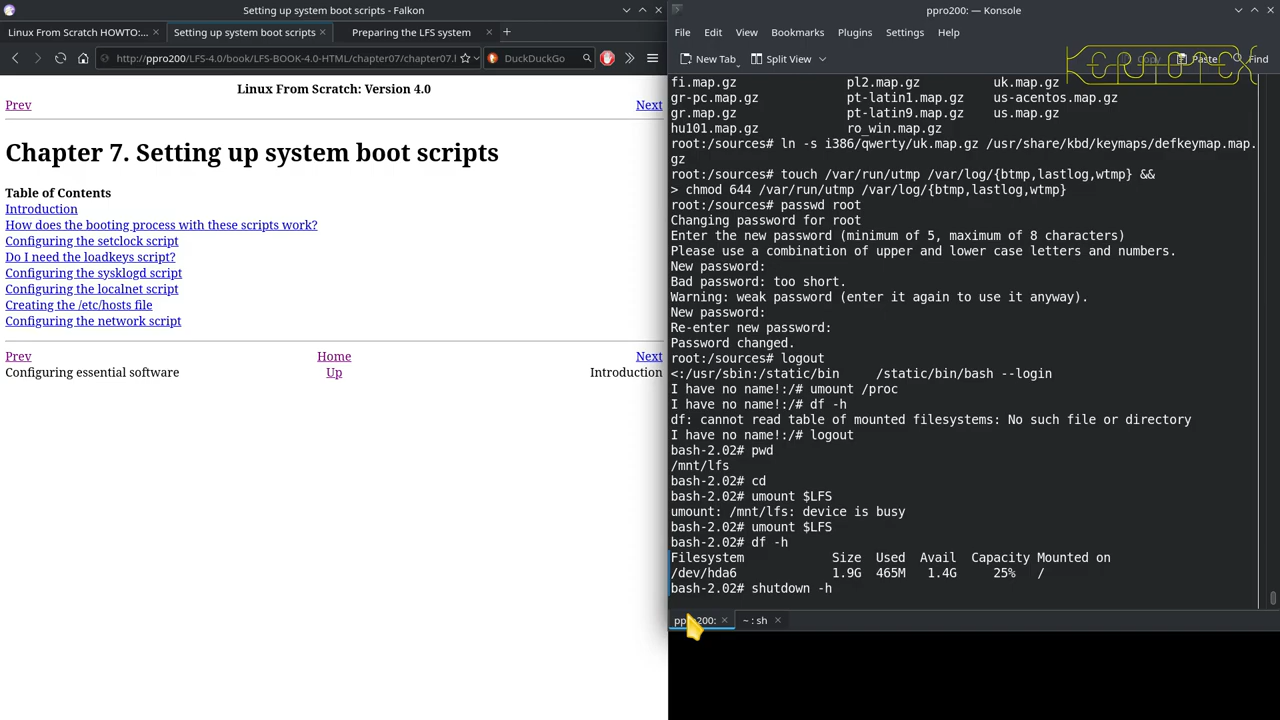 Setting up system boot scripts - Falkon
Linux From Scratch HOWTO:...
Setting up system boot scripts
Preparing the LFS system
http://ppro200/LFS-4.0/book/LFS-BOOK-4.0-HTML/chapter07/chapter07.l
DuckDuckGo
Linux From Scratch: Version 4.0
Prev
Next
Chapter 7. Setting up system boot scripts
Table of Contents
Introduction
How does the booting process with these scripts work?
Configuring the setclock script
Do I need the loadkeys script?
Configuring the sysklogd script
Configuring the localnet script
Creating the /etc/hosts file
Configuring the network script
Prev Home Next
Configuring essential software Up Introduction
ppro200: — Konsole
File Edit View Bookmarks Plugins Settings Help
New Tab Split View Copy Paste Find
fi.map.gz pl2.map.gz uk.map.gz
gr-pc.map.gz pt-latin1.map.gz us-acentos.map.gz
gr.map.gz pt-latin9.map.gz us.map.gz
hu101.map.gz ro_win.map.gz
root:/sources# ln -s i386/qwerty/uk.map.gz /usr/share/kbd/keymaps/defkeymap.map.
gz
root:/sources# touch /var/run/utmp /var/log/{btmp,lastlog,wtmp} &&
> chmod 644 /var/run/utmp /var/log/{btmp,lastlog,wtmp}
root:/sources# passwd root
Changing password for root
Enter the new password (minimum of 5, maximum of 8 characters)
Please use a combination of upper and lower case letters and numbers.
New password:
Bad password: too short.
Warning: weak password (enter it again to use it anyway).
New password:
Re-enter new password:
Password changed.
root:/sources# logout
<:/usr/sbin:/static/bin /static/bin/bash --login
I have no name!:/# umount /proc
I have no name!:/# df -h
df: cannot read table of mounted filesystems: No such file or directory
I have no name!:/# logout
bash-2.02# pwd
/mnt/lfs
bash-2.02# cd
bash-2.02# umount $LFS
umount: /mnt/lfs: device is busy
bash-2.02# umount $LFS
bash-2.02# df -h
Filesystem Size Used Avail Capacity Mounted on
/dev/hda6 1.9G 465M 1.4G 25% /
bash-2.02# shutdown -h
~ : sh